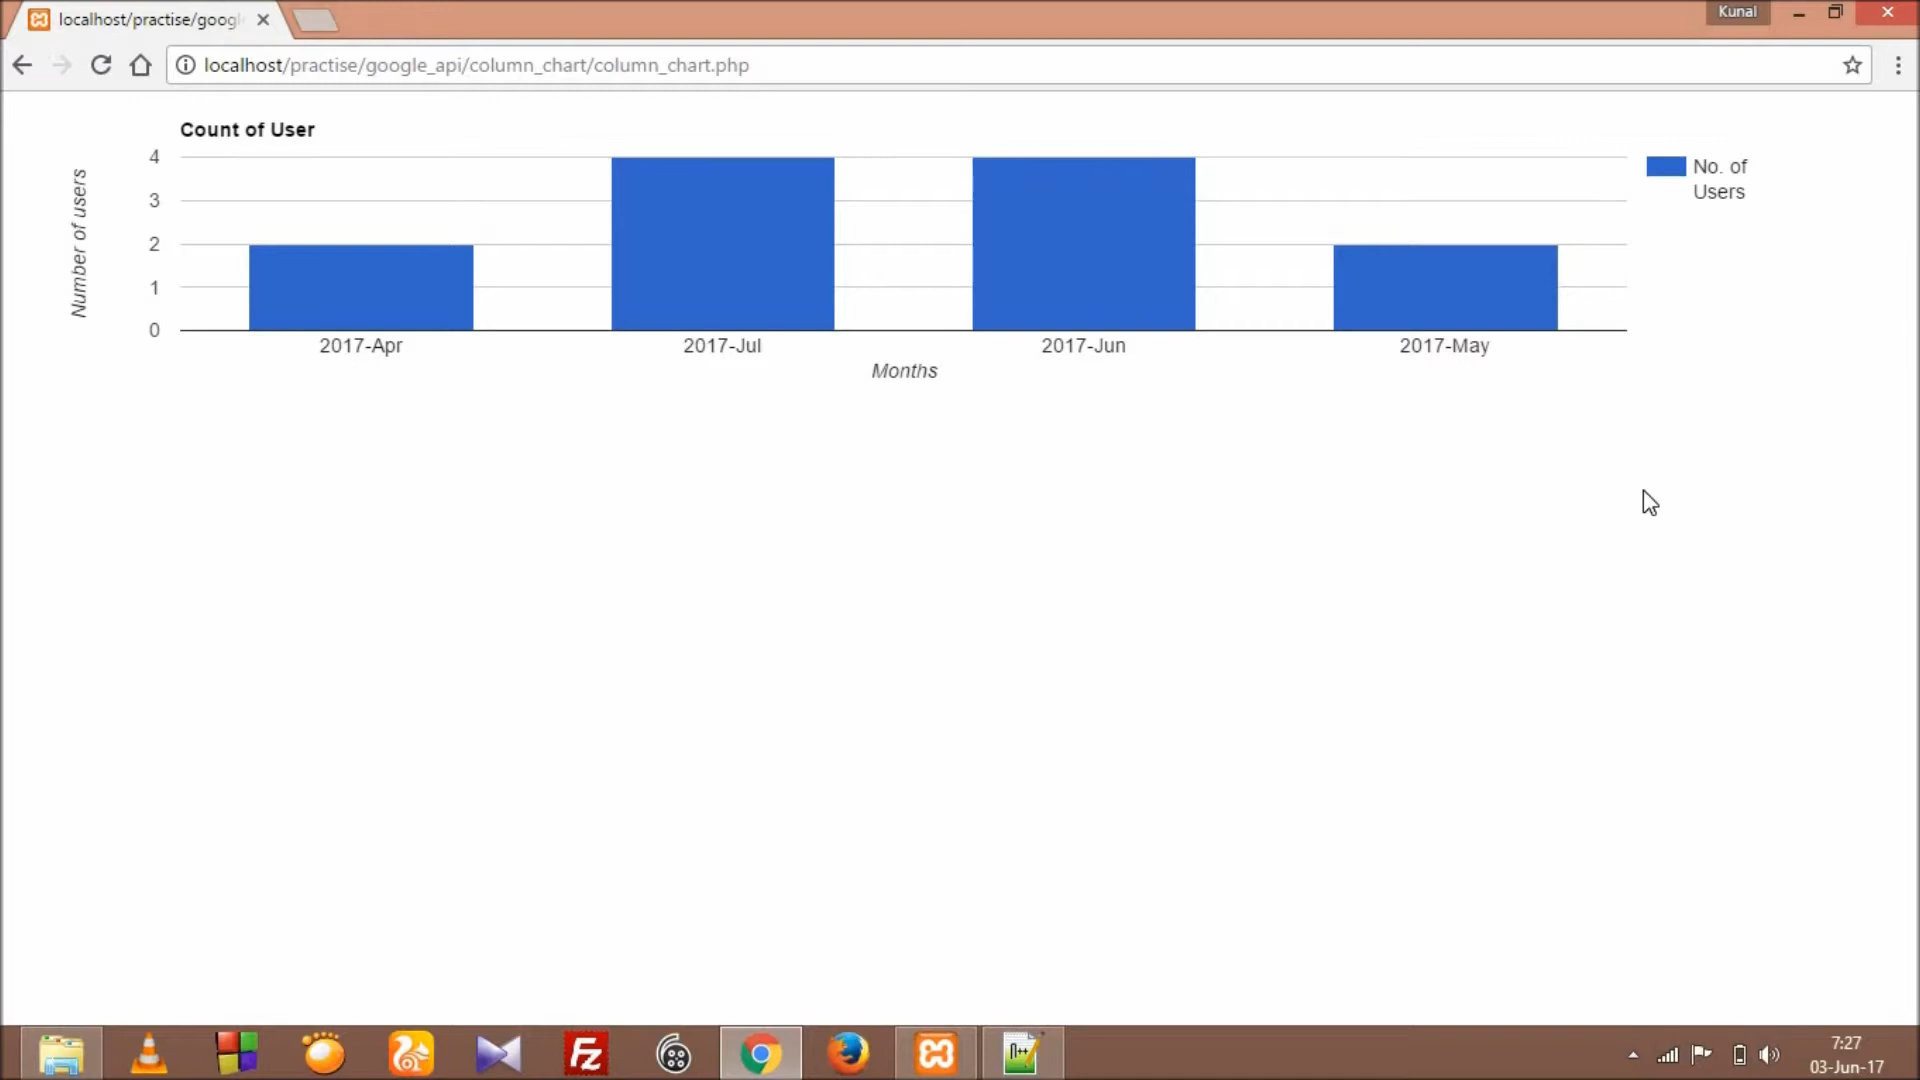 localhost/practise/googl
Kunal
localhost/practise/google_api/column_chart/column_chart.php
Count of User
4
3
2
1
0
Number of users
2017-Apr
2017-Jul
2017-Jun
2017-May
Months
No. of
Users
FZ
n++
7:27
03-Jun-17